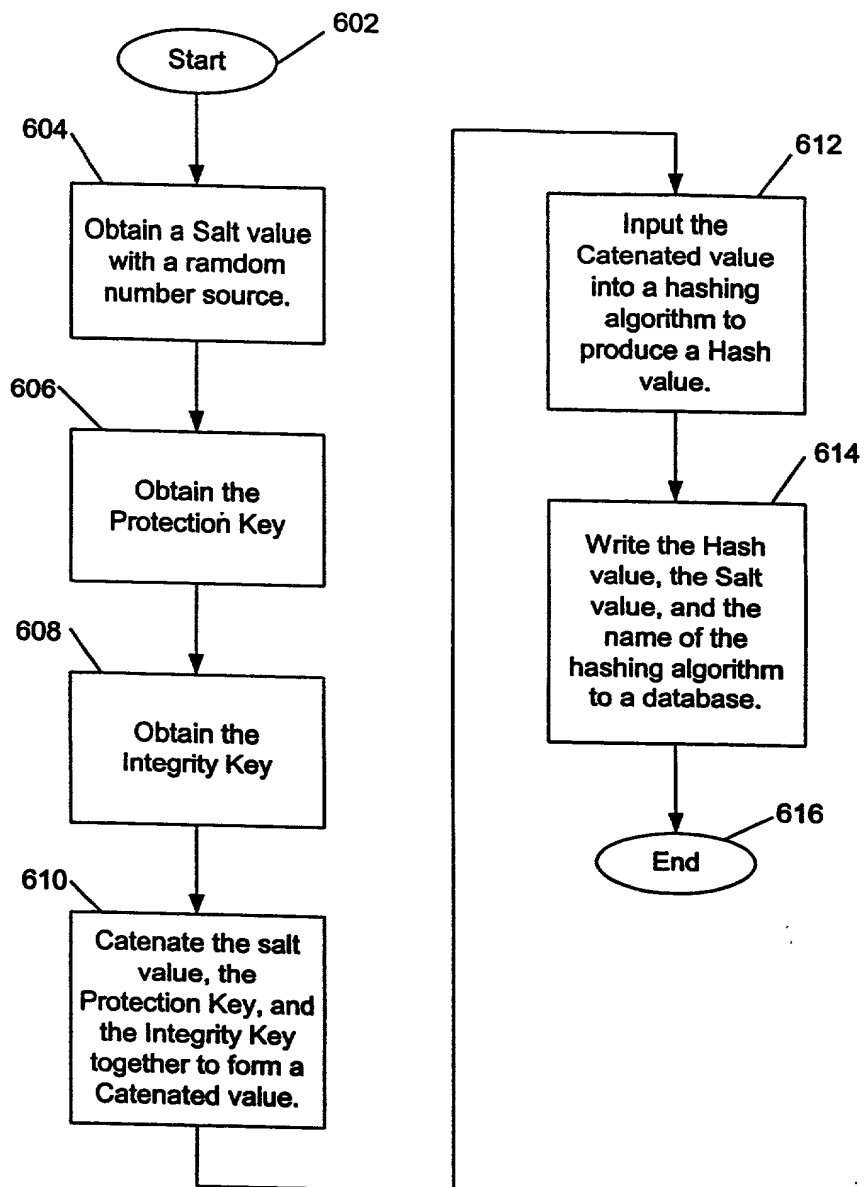 602
Start
604
Obtain a Salt value
with a ramdom
number source.
606
Obtain the
Protection Key
608
Obtain the
Integrity Key
610
Catenate the salt
value, the
Protection Key, and
the Integrity Key
together to form a
Catenated value.
612
Input the
Catenated value
into a hashing
algorithm to
produce a Hash
value.
614
Write the Hash
value, the Salt
value, and the
name of the
hashing algorithm
to a database.
616
End